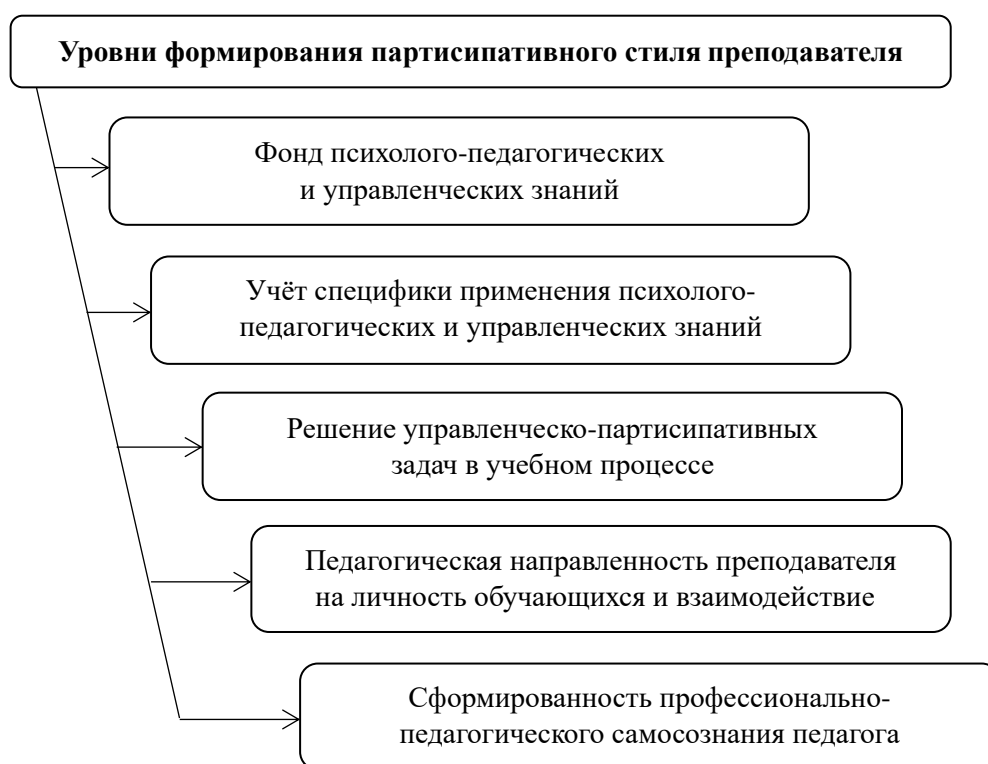 Уровни формирования партисипативного стиля преподавателя
Фонд психолого-педагогических
и управленческих знаний
Учёт специфики применения психолого-
педагогических и управленческих знаний
Решение управленческо-партисипативных
задач в учебном процессе
Педагогическая направленность преподавателя
на личность обучающихся и взаимодействие
Сформированность профессионально-
педагогического самосознания педагога